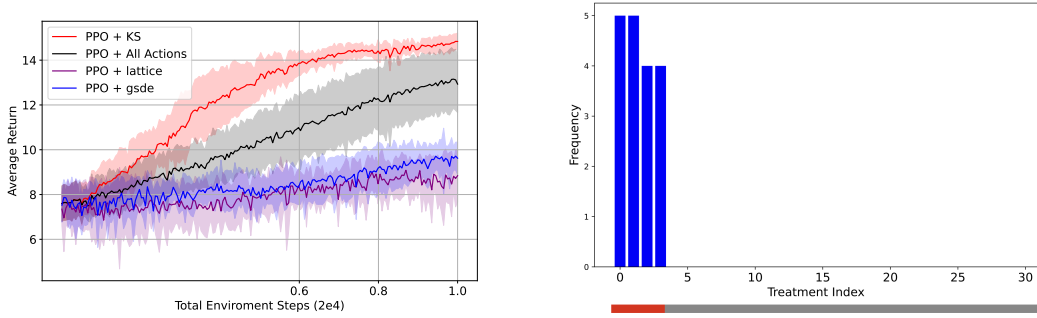 PPO + KS
PPO + All Actions
PPO + lattice
PPO + gsde
Average Return
14
12
10
8
6
0.6 0.8 1.0
Total Enviroment Steps (2e4)
Frequency
5
4
3
2
1
0
0 5 10 15 20 25 30
Treatment Index